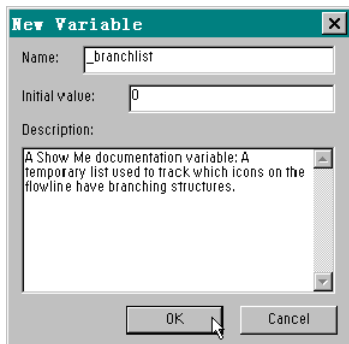 New Variable
Name: _branchlist
Initial value: 0
Description:
A Show Me documentation variable: A
temporary list used to track which icons on the
flowline have branching structures.
OK Cancel